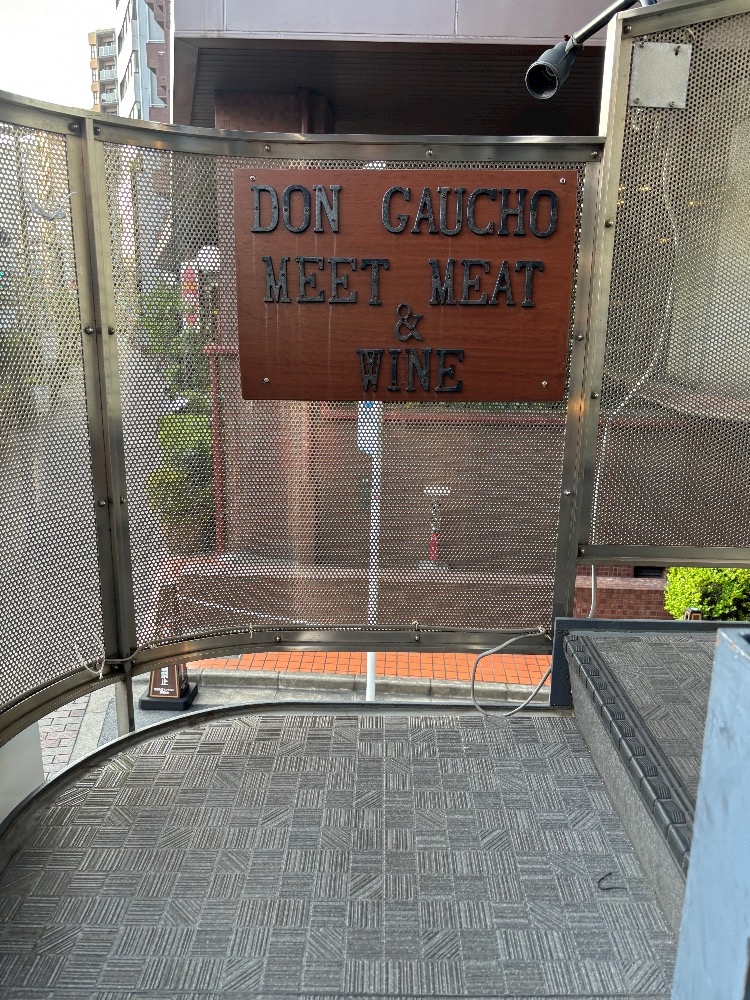 DON GAUCHO
MEET MEAT
&
WINE